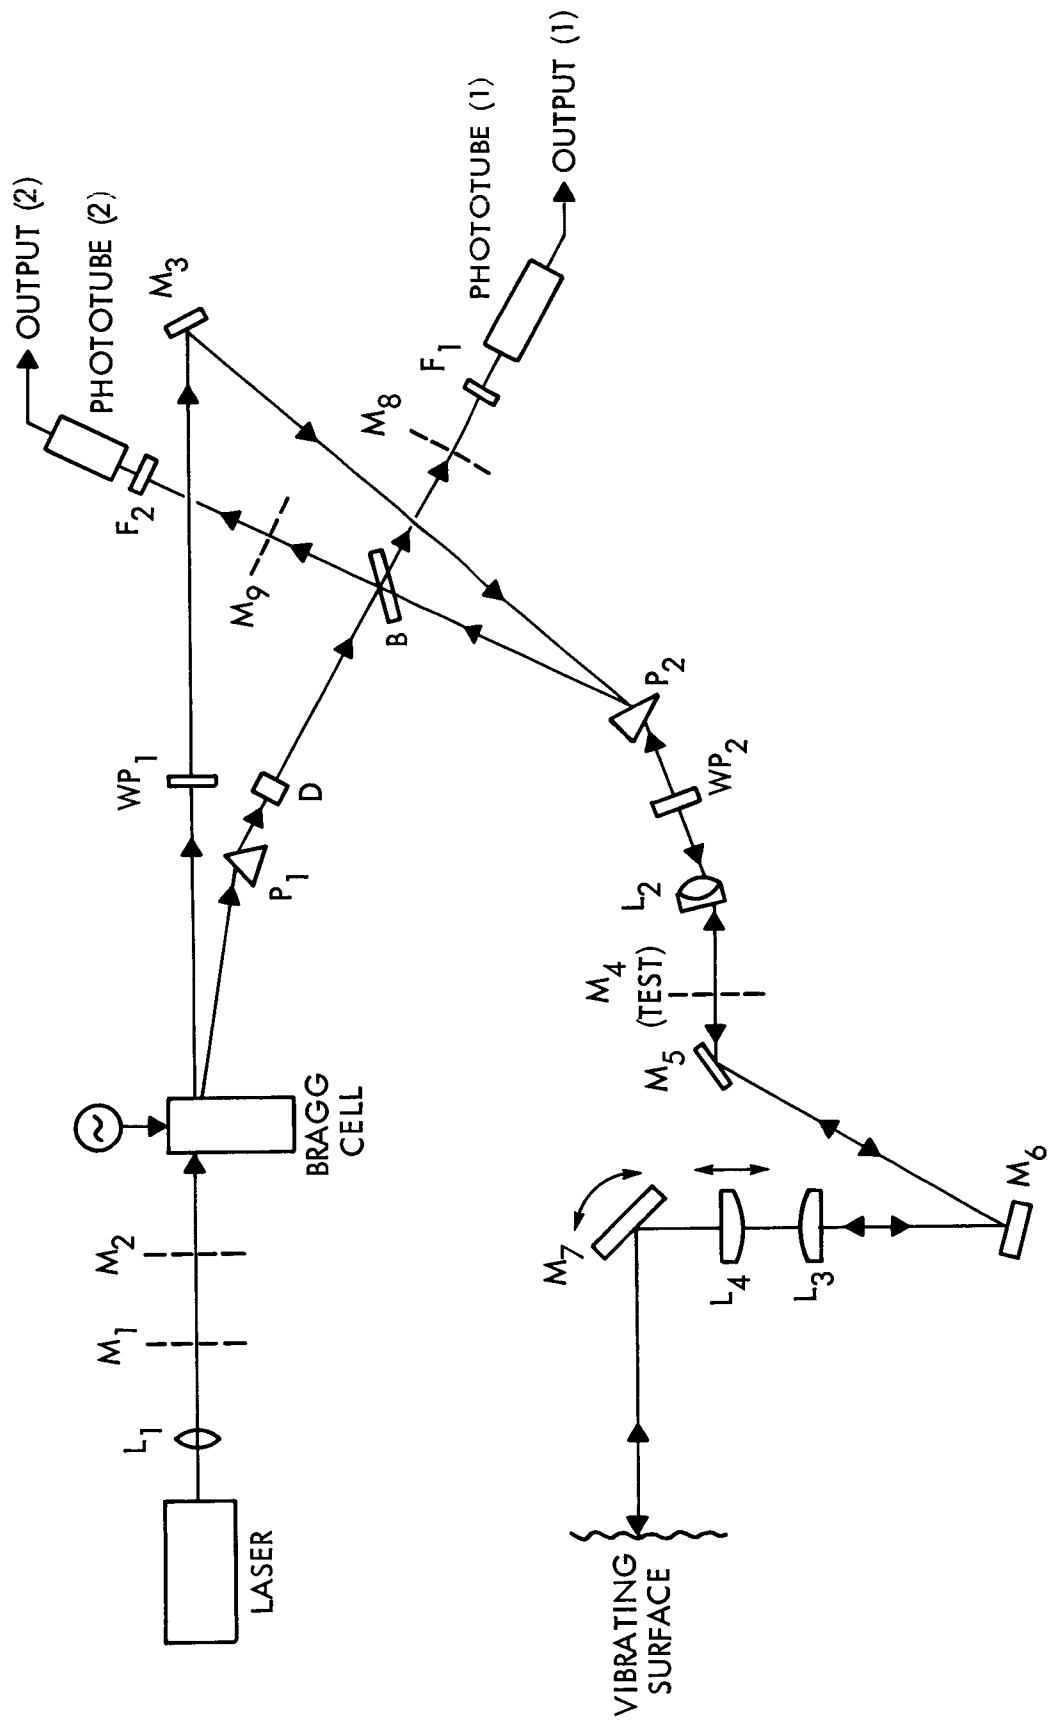 OUTPUT (2)
PHOTOTUBE (2)
M3
F2
M9
M8
F1
PHOTOTUBE (1)
OUTPUT (1)
B
WP1
D
P1
P2
WP2
L2
M4
(TEST)
M5
M6
BRAGG
CELL
~
M2
M1
L1
LASER
M7
L4
L3
VIBRATING
SURFACE